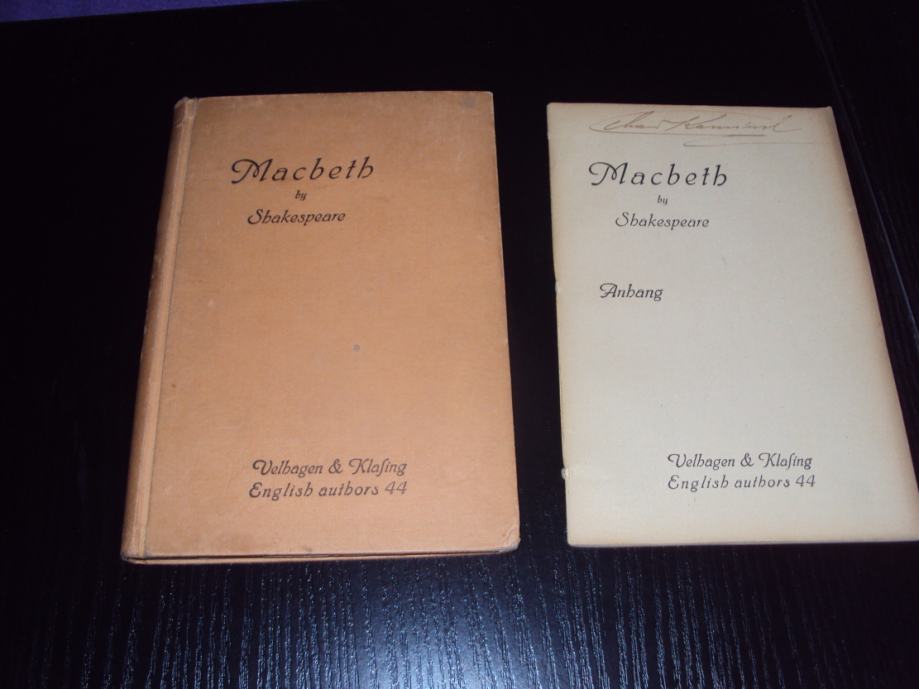 Macbeth
by
Shakespeare
Velhagen & Klaſing
English authors 44
Macbeth
by
Shakespeare
Anhang
Velhagen & Klaſing
English authors 44